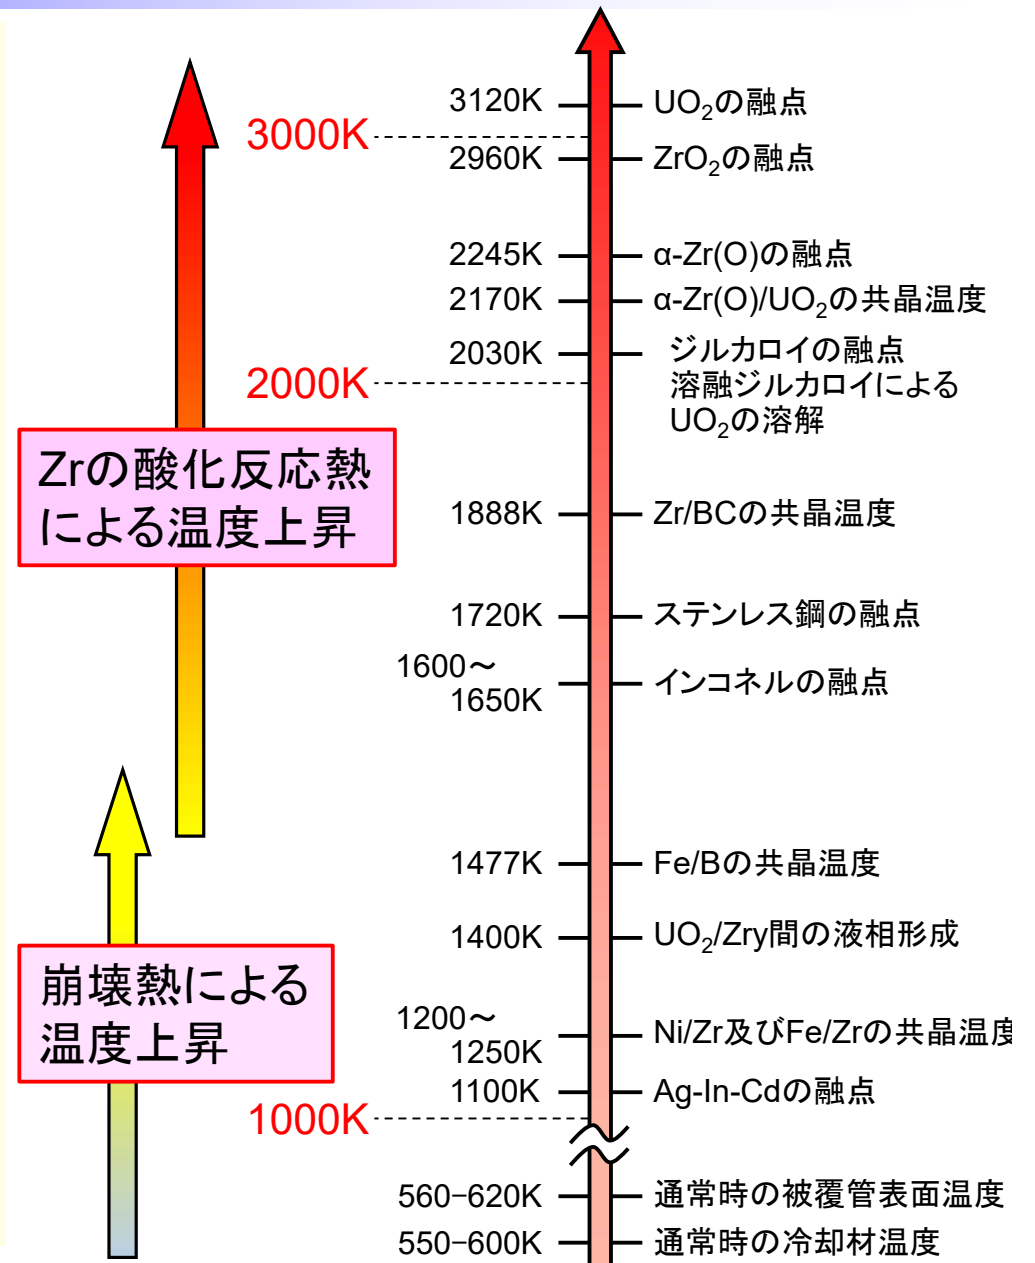 3120K UO₂の融点
3000K
2960K ZrO₂の融点
2245K α-Zr(O)の融点
2170K α-Zr(O)/UO₂の共晶温度
2030K ジルカロイの融点
溶融ジルカロイによる
UO₂の溶解
2000K
Zrの酸化反応熱
による温度上昇
1888K Zr/BCの共晶温度
1720K ステンレス鋼の融点
1600～
1650K インコネルの融点
1477K Fe/Bの共晶温度
1400K UO₂/Zry間の液相形成
崩壊熱による
温度上昇
1200～
1250K Ni/Zr及びFe/Zrの共晶温度
1100K Ag-In-Cdの融点
1000K
560-620K 通常時の被覆管表面温度
550-600K 通常時の冷却材温度